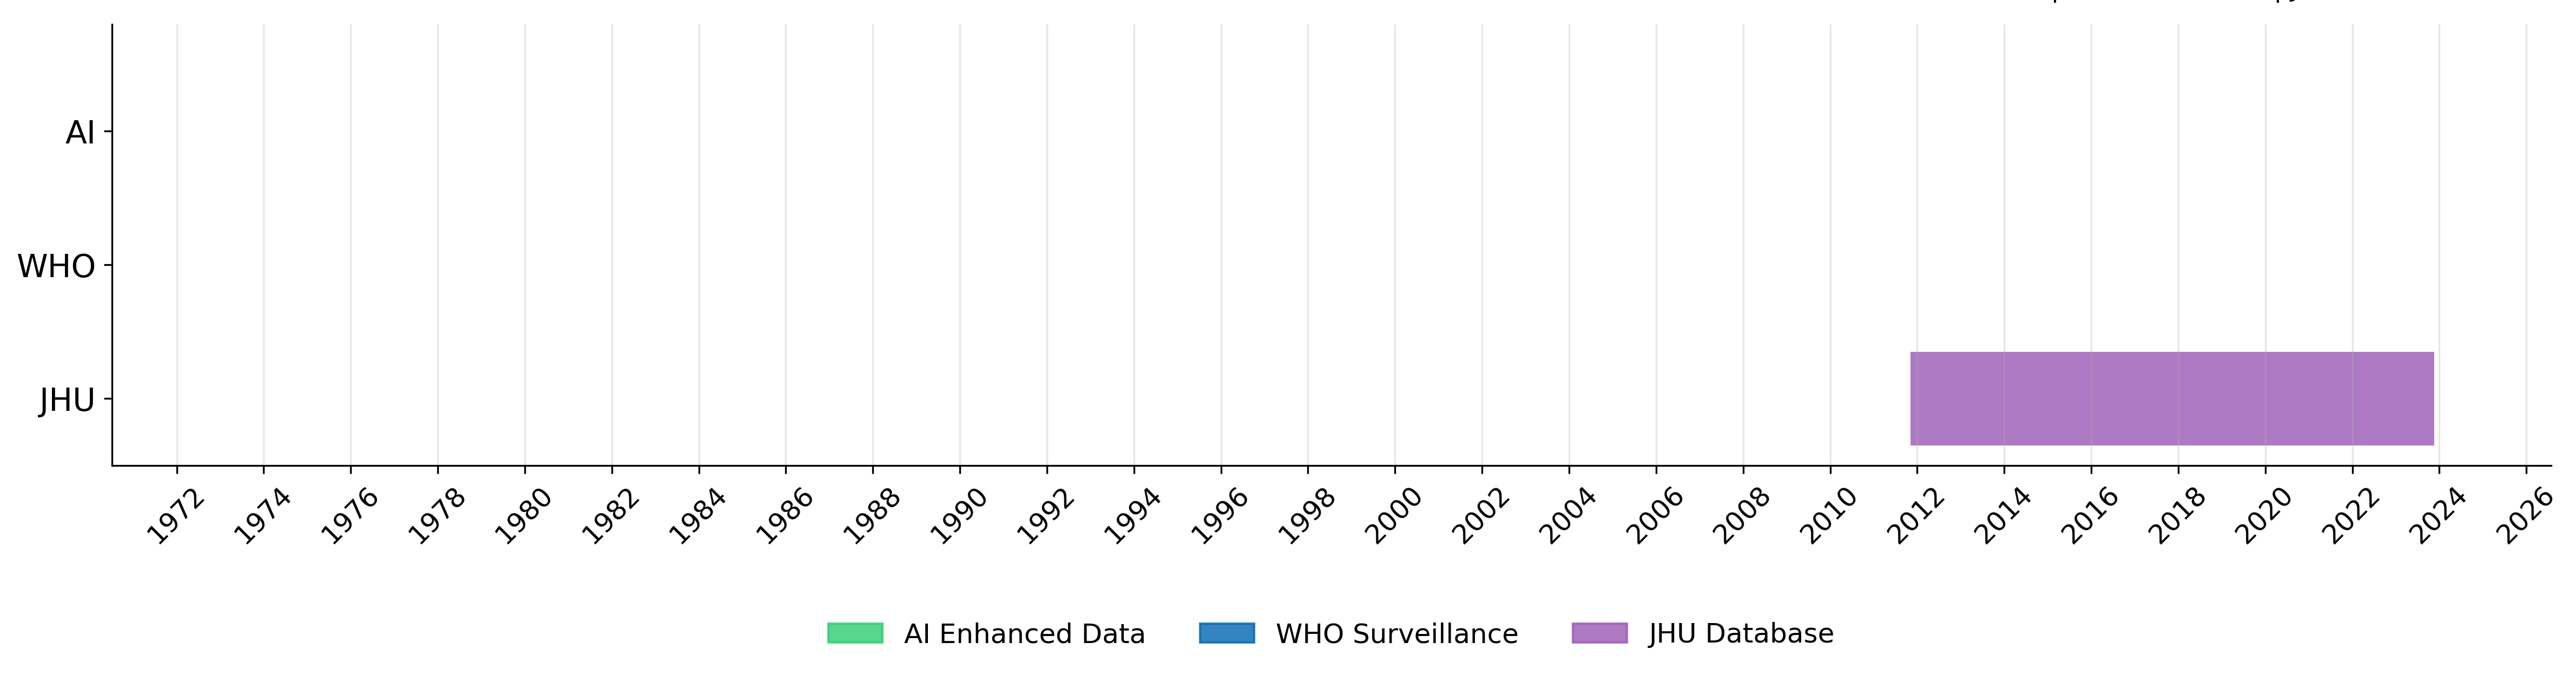 AI
WHO
JHU
1972 1974 1976 1978 1980 1982 1984 1986 1988 1990 1992 1994 1996 1998 2000 2002 2004 2006 2008 2010 2012 2014 2016 2018 2020 2022 2024 2026
AI Enhanced Data WHO Surveillance JHU Database